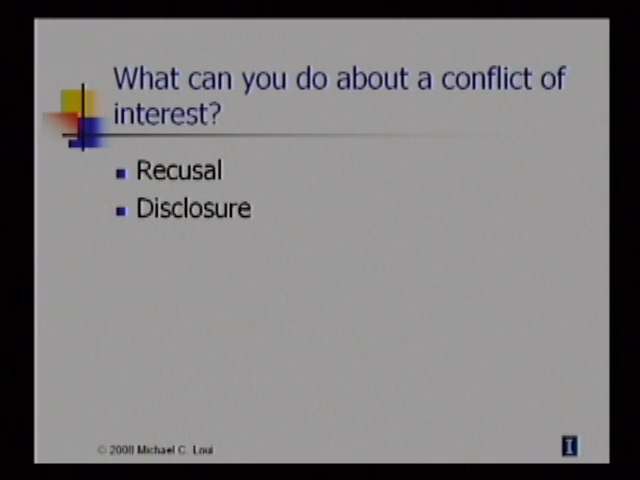 What can you do about a conflict of
interest?
Recusal
Disclosure
© 2008 Michael C. Loui
I